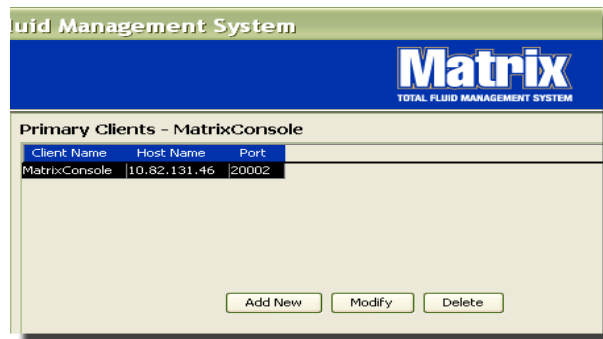 uid Management System
Matrix
TOTAL FLUID MANAGEMENT SYSTEM
Primary Clients - MatrixConsole
Client Name Host Name Port
MatrixConsole 10.82.131.46 20002
Add New Modify Delete